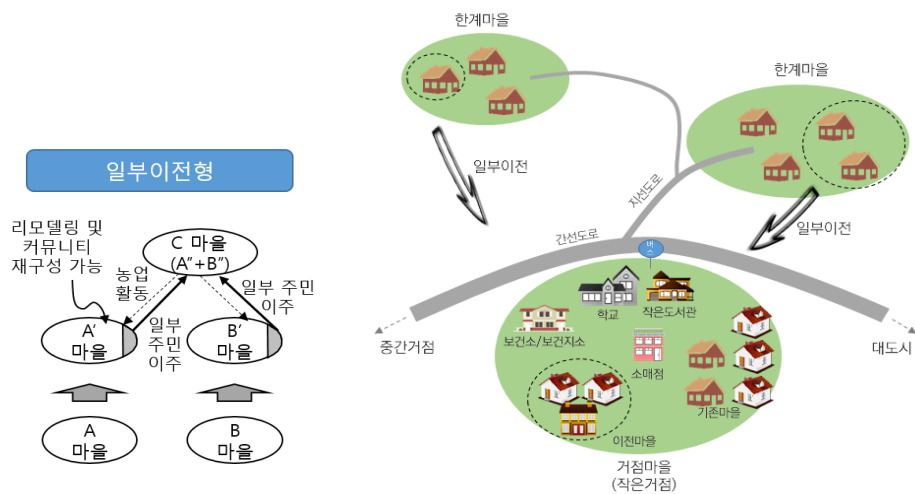 일부이전형
리모델링 및
커뮤니티
재구성 가능
C 마을
(A"+B")
농업
활동
일부 주민
이주
일부
주민
이주
A'
마을
B'
마을
A
마을
B
마을
한계마을
한계마을
일부이전
일부이전
지선도로
간선도로
버
스
학교
작은도서관
보건소/보건지소
소매점
기존마을
이전마을
중간거점
대도시
거점마을
(작은거점)